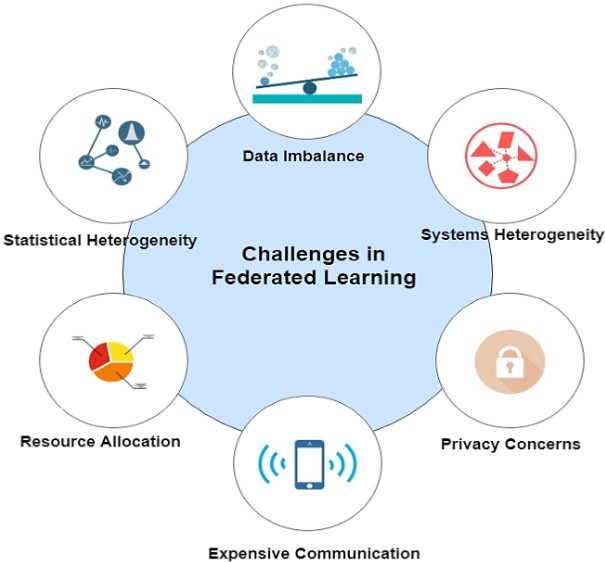 Data Imbalance
Statistical Heterogeneity
Systems Heterogeneity
Challenges in
Federated Learning
Resource Allocation
Privacy Concerns
Expensive Communication